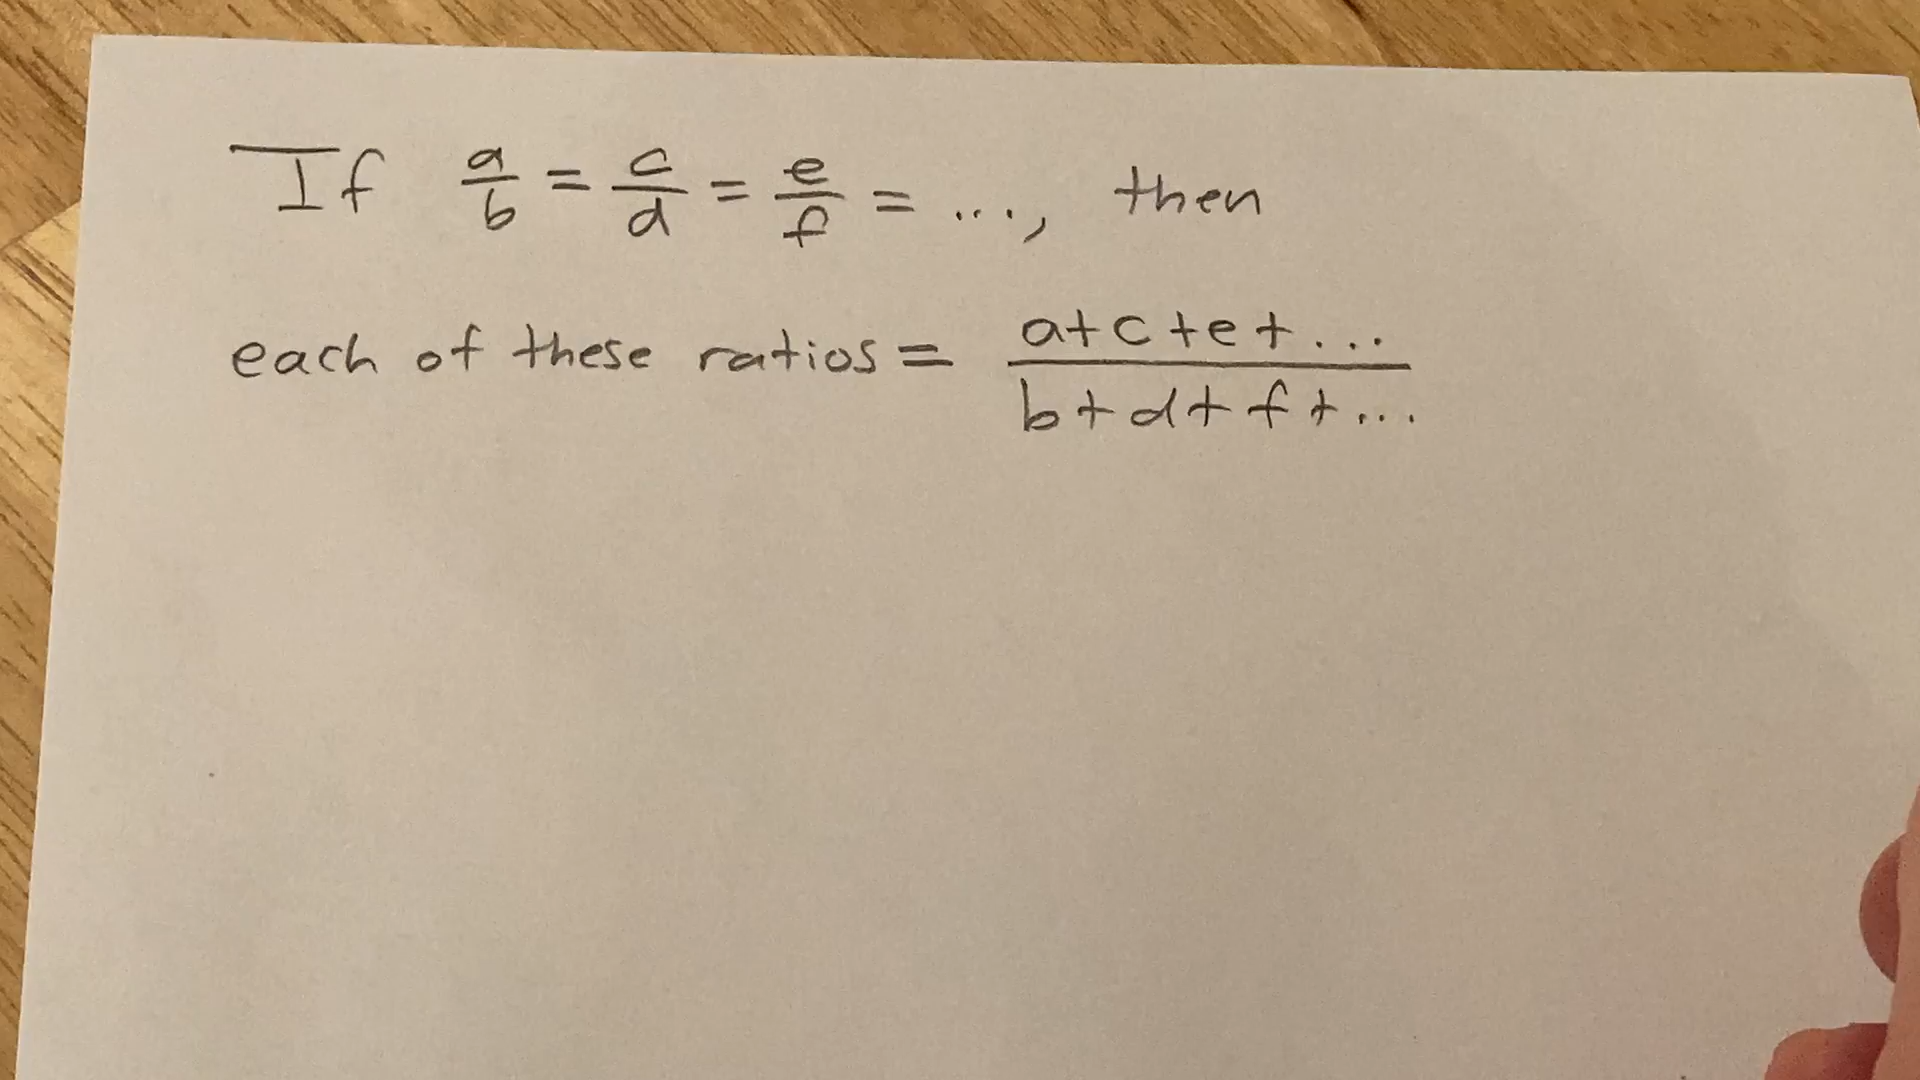 If a/b = c/d = e/f = ..., then
each of these ratios = (a+c+e+...)/(b+d+f+...)